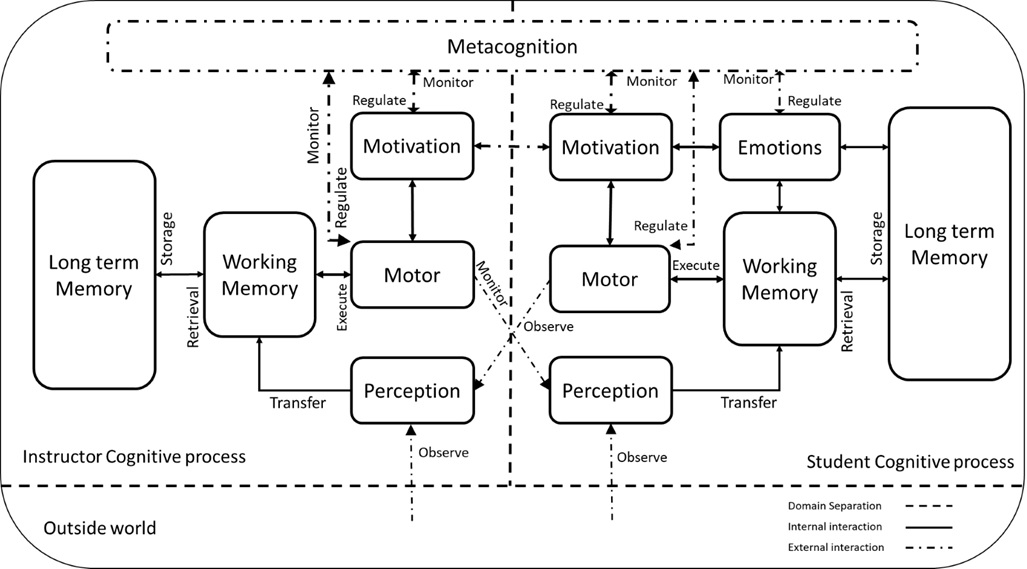 Metacognition
Monitor
Monitor
Monitor
Regulate
Regulate
Regulate
Monitor
Regulate
Motivation
Motivation
Emotions
Long term
Memory
Storage
Retrieval
Working
Memory
Execute
Motor
Monitor
Observe
Regulate
Motor
Execute
Working
Memory
Storage
Retrieval
Long term
Memory
Transfer
Perception
Perception
Transfer
Observe
Observe
Instructor Cognitive process
Student Cognitive process
Outside world
Domain Separation
Internal interaction
External interaction